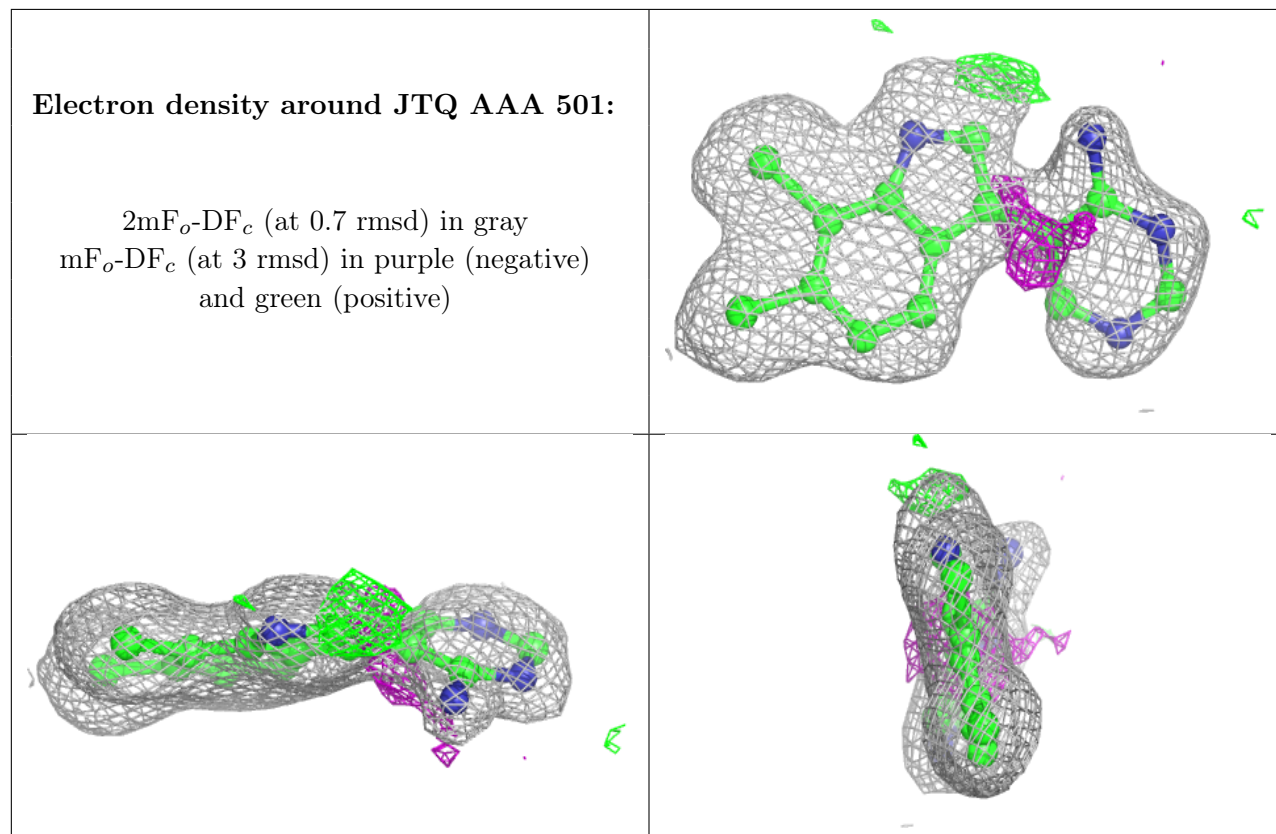 Electron density around JTQ AAA 501:
2mFₒ-DF𝒸 (at 0.7 rmsd) in gray
mFₒ-DF𝒸 (at 3 rmsd) in purple (negative)
and green (positive)